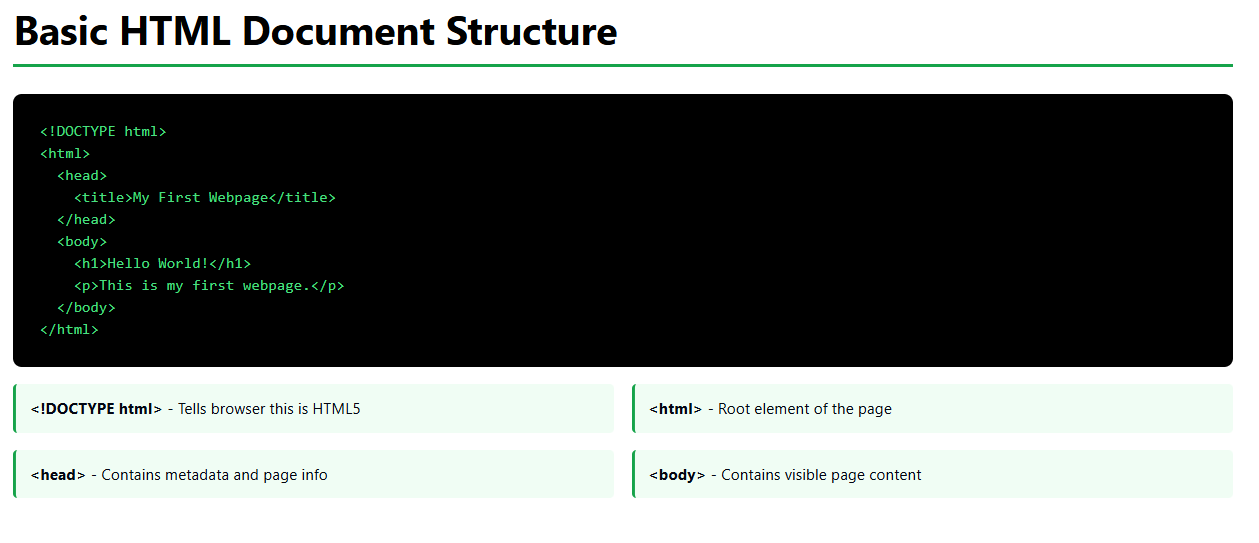 Basic HTML Document Structure
<!DOCTYPE html>
<html>
  <head>
    <title>My First Webpage</title>
  </head>
  <body>
    <h1>Hello World!</h1>
    <p>This is my first webpage.</p>
  </body>
</html>
<!DOCTYPE html> - Tells browser this is HTML5
<html> - Root element of the page
<head> - Contains metadata and page info
<body> - Contains visible page content